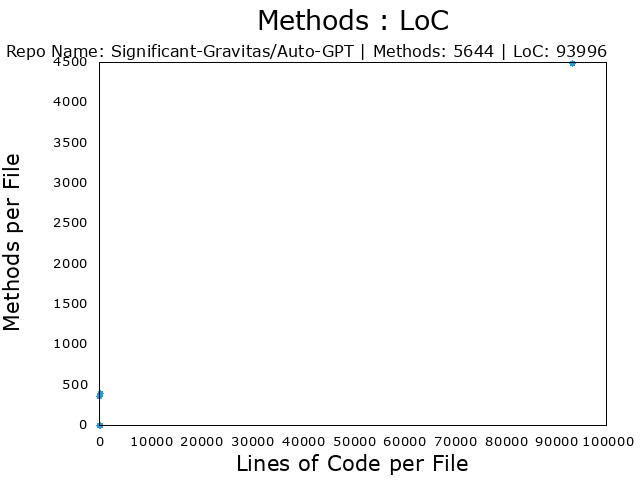 Methods : LoC
Repo Name: Significant-Gravitas/Auto-GPT | Methods: 5644 | LoC: 93996
4500
4000
3500
3000
2500
2000
1500
1000
500
0
Methods per File
0 10000 20000 30000 40000 50000 60000 70000 80000 90000 100000
Lines of Code per File